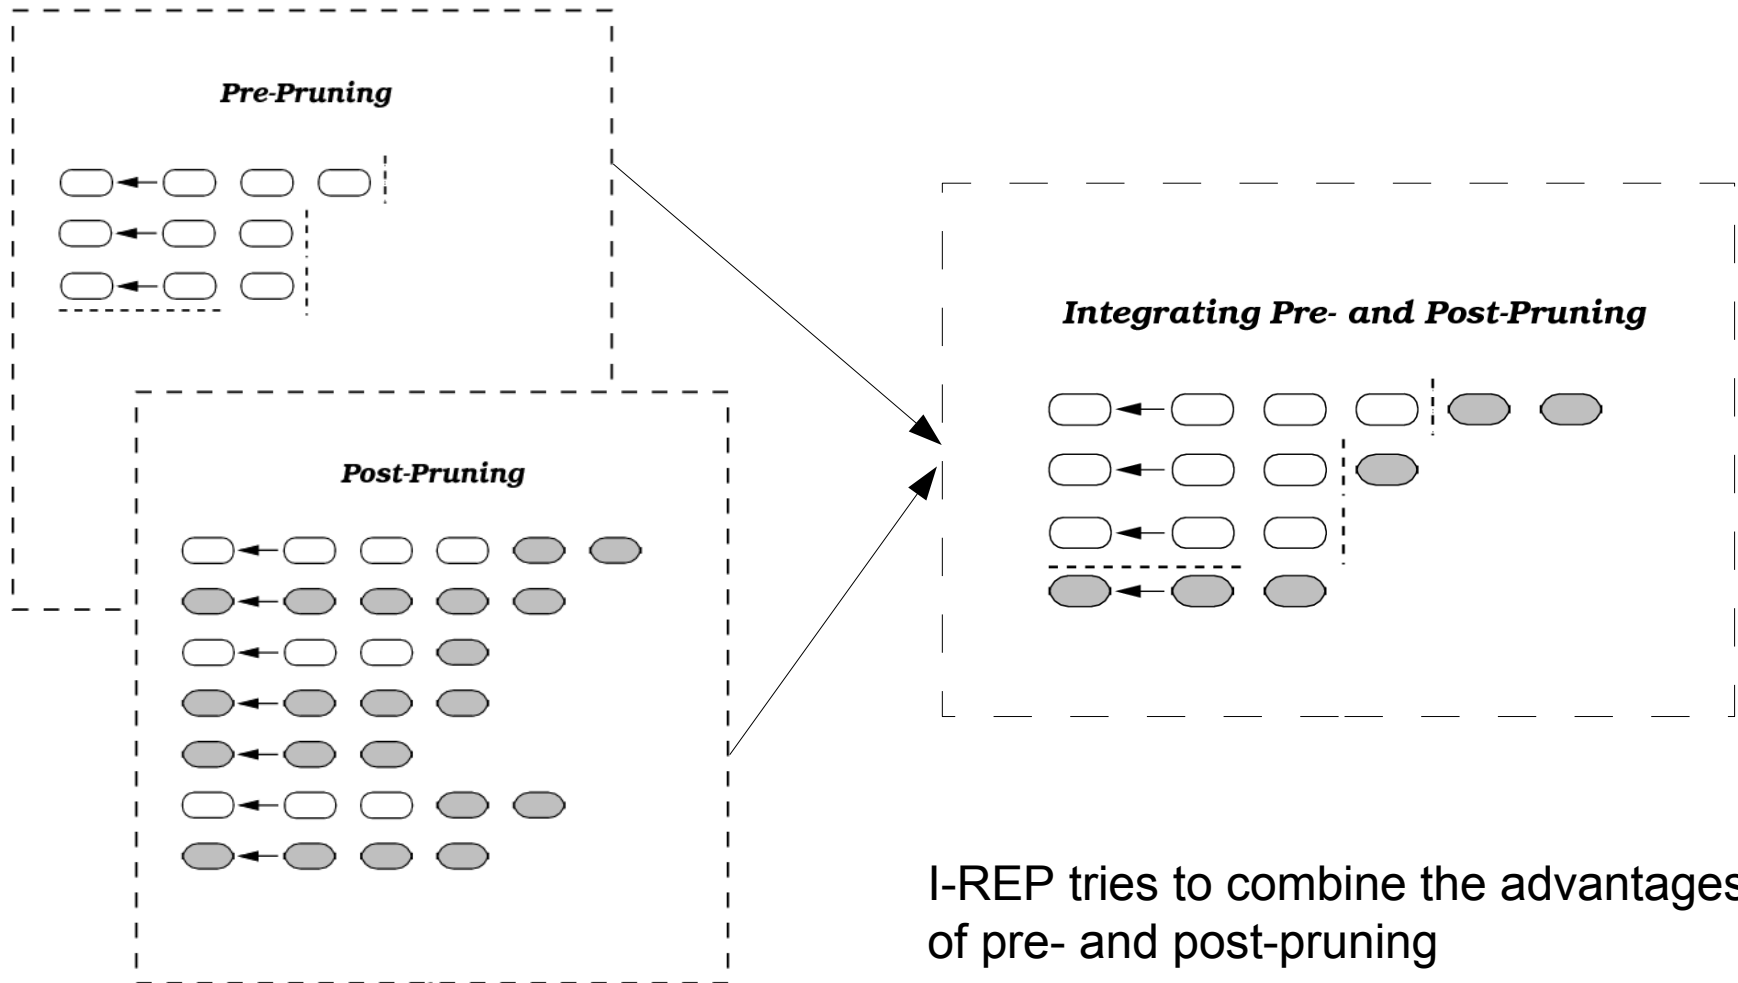 Pre-Pruning
Post-Pruning
Integrating Pre- and Post-Pruning
I-REP tries to combine the advantages
of pre- and post-pruning